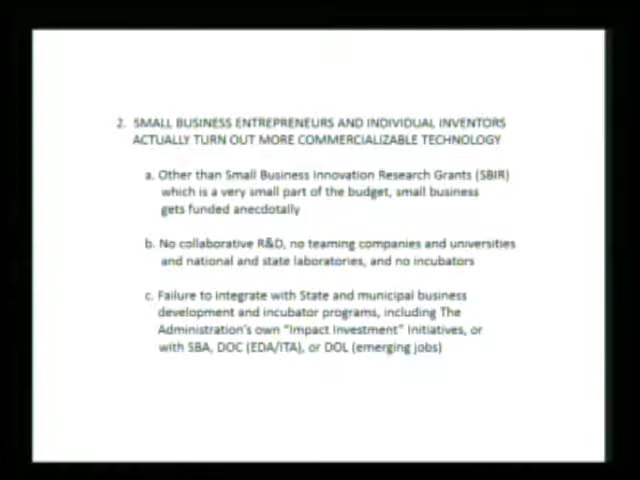 2. SMALL BUSINESS ENTREPRENEURS AND INDIVIDUAL INVENTORS
ACTUALLY TURN OUT MORE COMMERCIALIZABLE TECHNOLOGY
a. Other than Small Business Innovation Research Grants (SBIR)
which is a very small part of the budget, small business
gets funded anecdotally
b. No collaborative R&D, no teaming companies and universities
and national and state laboratories, and no incubators
c. Failure to integrate with State and municipal business
development and incubator programs, including The
Administration's own "Impact Investment" Initiatives, or
with SBA, DOC (EDA/ITA), or DOL (emerging jobs)